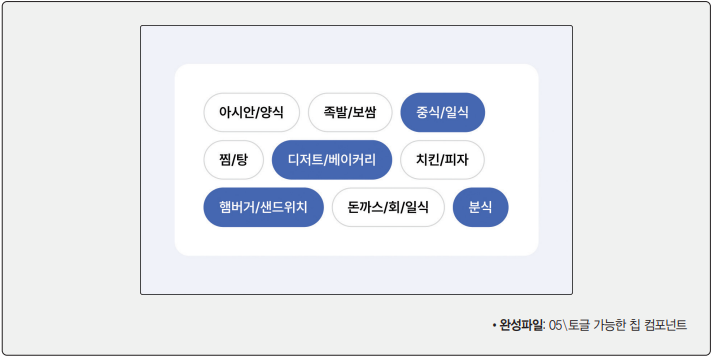 아시안/양식 족발/보쌈 중식/일식
찜/탕 디저트/베이커리 치킨/피자
햄버거/샌드위치 돈까스/회/일식 분식
• 완성파일: 05\토글 가능한 칩 컴포넌트